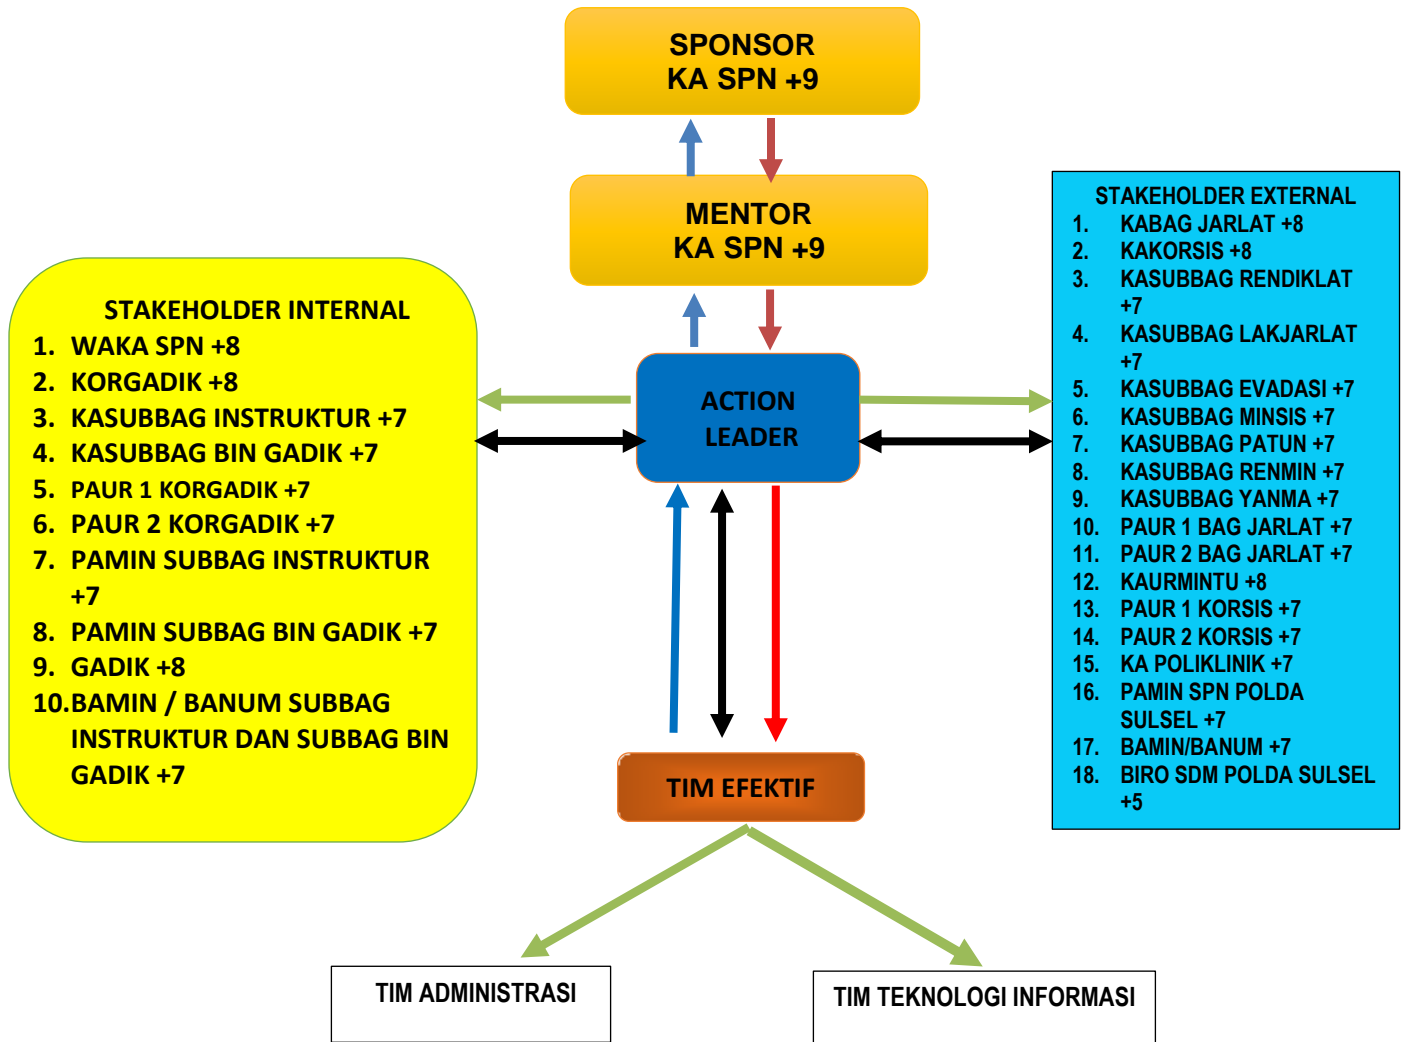 SPONSOR
KA SPN +9
MENTOR
KA SPN +9
STAKEHOLDER INTERNAL
1. WAKA SPN +8
2. KORGADIK +8
3. KASUBBAG INSTRUKTUR +7
4. KASUBBAG BIN GADIK +7
5. PAUR 1 KORGADIK +7
6. PAUR 2 KORGADIK +7
7. PAMIN SUBBAG INSTRUKTUR
+7
8. PAMIN SUBBAG BIN GADIK +7
9. GADIK +8
10.BAMIN / BANUM SUBBAG
INSTRUKTUR DAN SUBBAG BIN
GADIK +7
ACTION
LEADER
STAKEHOLDER EXTERNAL
1. KABAG JARLAT +8
2. KAKORSIS +8
3. KASUBBAG RENDIKLAT
+7
4. KASUBBAG LAKJARLAT
+7
5. KASUBBAG EVADASI +7
6. KASUBBAG MINSIS +7
7. KASUBBAG PATUN +7
8. KASUBBAG RENMIN +7
9. KASUBBAG YANMA +7
10. PAUR 1 BAG JARLAT +7
11. PAUR 2 BAG JARLAT +7
12. KAURMINTU +8
13. PAUR 1 KORSIS +7
14. PAUR 2 KORSIS +7
15. KA POLIKLINIK +7
16. PAMIN SPN POLDA
SULSEL +7
17. BAMIN/BANUM +7
18. BIRO SDM POLDA SULSEL
+5
TIM EFEKTIF
TIM ADMINISTRASI
TIM TEKNOLOGI INFORMASI